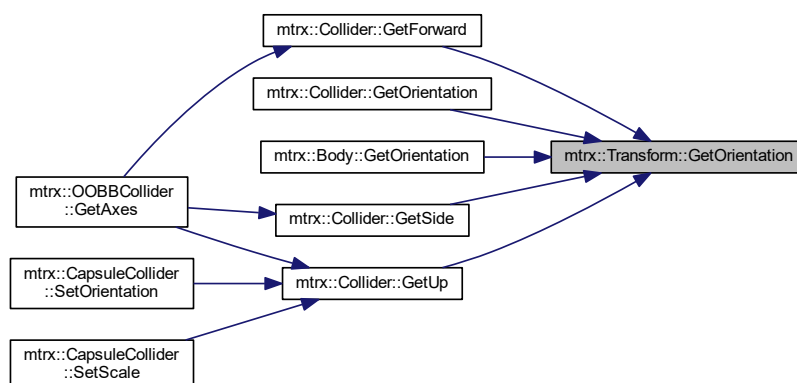 mtrx::Collider::GetForward
mtrx::Collider::GetOrientation
mtrx::Transform::GetOrientation
mtrx::Body::GetOrientation
mtrx::OOBBCollider
::GetAxes
mtrx::Collider::GetSide
mtrx::CapsuleCollider
::SetOrientation
mtrx::Collider::GetUp
mtrx::CapsuleCollider
::SetScale